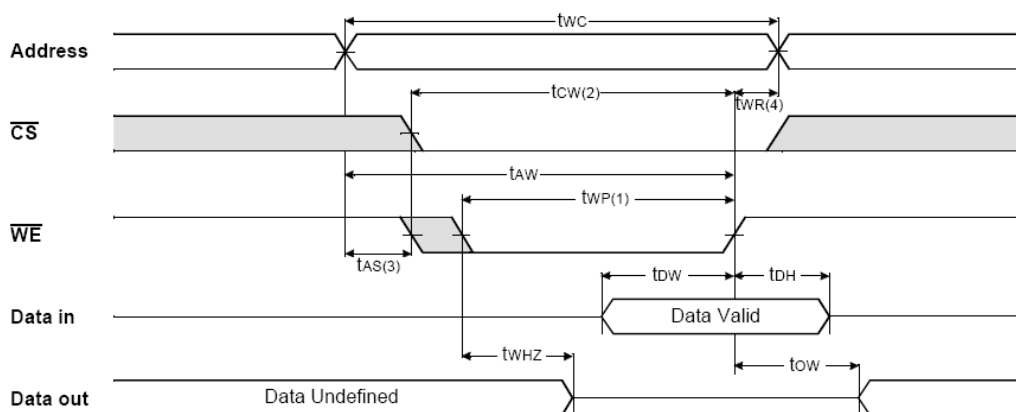 tWC
Address
tCW(2)
tWR(4)
CS
tAW
tWP(1)
WE
tAS(3)
tDW
tDH
Data in
Data Valid
tWHZ
tOW
Data out
Data Undefined